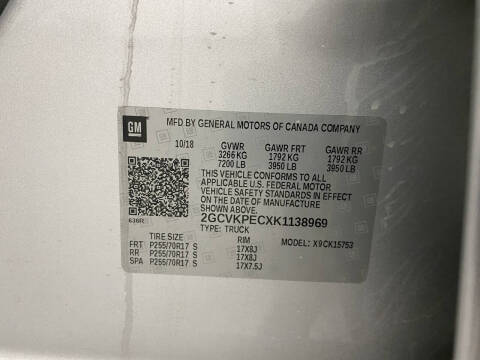 GM
MFD BY GENERAL MOTORS OF CANADA COMPANY
10/18 GVWR GAWR FRT GAWR RR
3266 KG 1792 KG 1792 KG
7200 LB 3950 LB 3950 LB
THIS VEHICLE CONFORMS TO ALL
APPLICABLE U.S. FEDERAL MOTOR
VEHICLE SAFETY STANDARDS IN EFFECT
ON THE DATE OF MANUFACTURE
SHOWN ABOVE.
2GCVKPECXK1138969
TYPE: TRUCK
TIRE SIZE RIM MODEL: X9CK15753
FRT P255/70R17 S 17X8J
RR P255/70R17 S 17X8J
SPA P255/70R17 S 17X7.5J